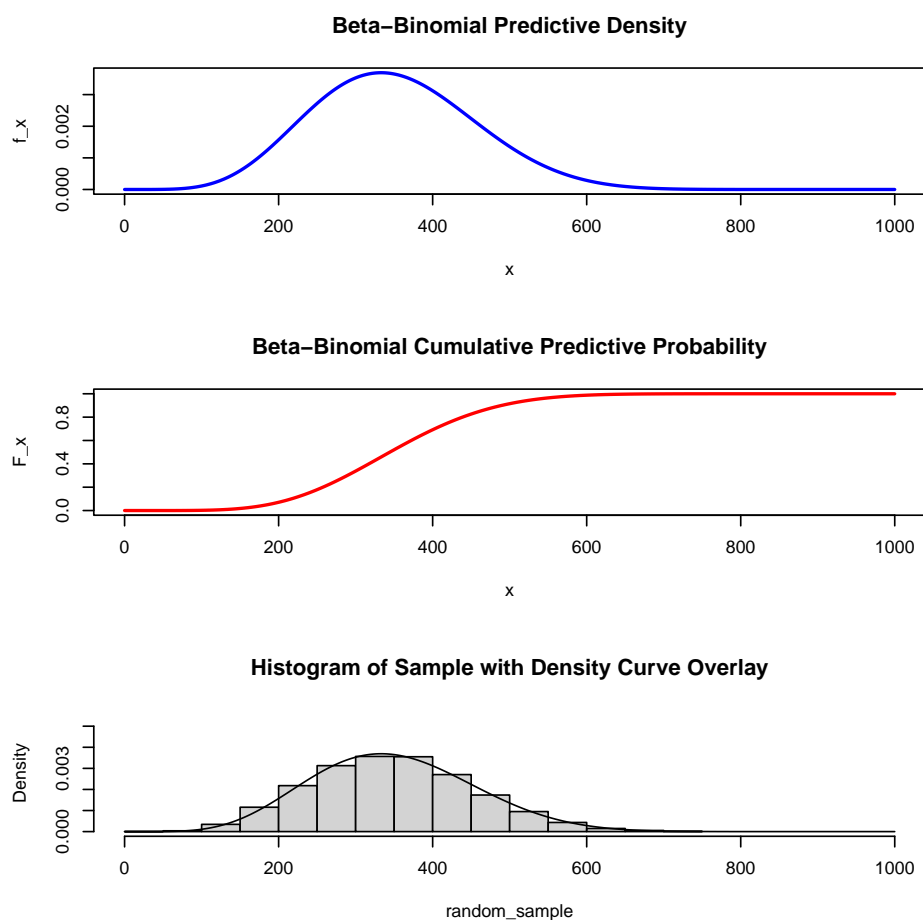 Beta−Binomial Predictive Density
f_x
0.000
0.002
0
200
400
600
800
1000
x
Beta−Binomial Cumulative Predictive Probability
F_x
0.0
0.4
0.8
0
200
400
600
800
1000
x
Histogram of Sample with Density Curve Overlay
Density
0.000
0.003
0
200
400
600
800
1000
random_sample